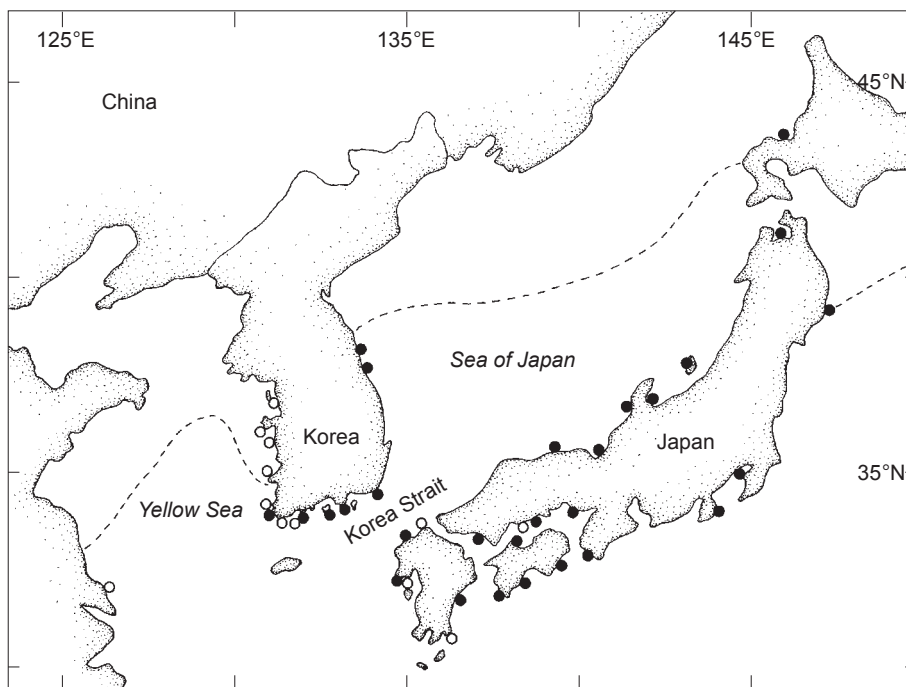 125°E
135°E
145°E
China
45°N
Sea of Japan
Korea
Japan
Korea Strait
35°N
Yellow Sea